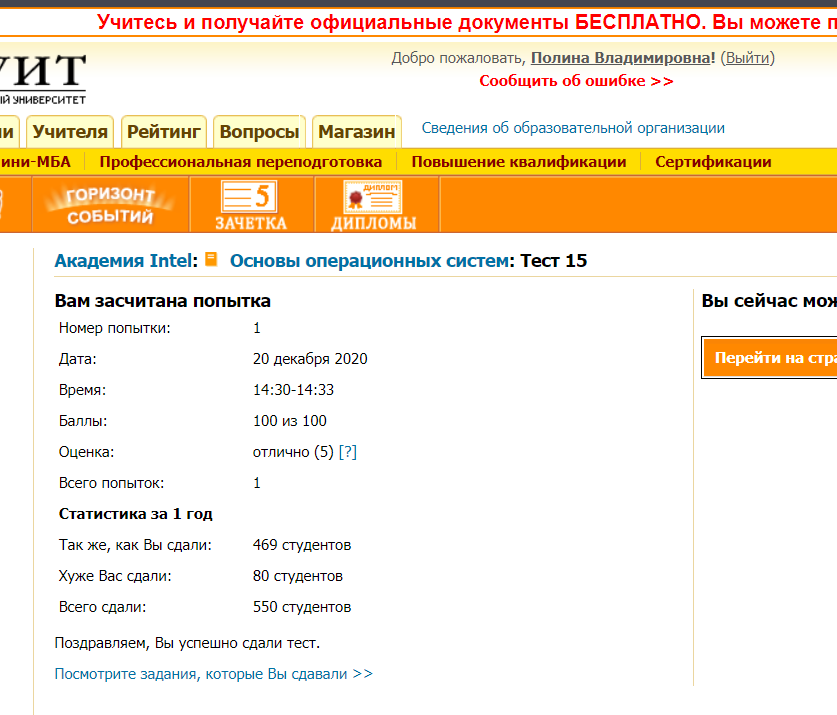 Учитесь и получайте официальные документы БЕСПЛАТНО. Вы можете
УИТ
Добро пожаловать, Полина Владимировна! (Выйти)
Сообщить об ошибке >>
ЫЙ УНИВЕРСИТЕТ
Учителя Рейтинг Вопросы Магазин Сведения об образовательной организации
ини-МБА Профессиональная переподготовка Повышение квалификации Сертификации
ГОРИЗОНТ СОБЫТИЙ
5
ЗАЧЕТКА
ДИПЛОМ
ДИПЛОМЫ
Академия Intel: Основы операционных систем: Тест 15
Вам засчитана попытка
Номер попытки: 1
Дата: 20 декабря 2020
Время: 14:30-14:33
Баллы: 100 из 100
Оценка: отлично (5) [?]
Всего попыток: 1
Статистика за 1 год
Так же, как Вы сдали: 469 студентов
Хуже Вас сдали: 80 студентов
Всего сдали: 550 студентов
Поздравляем, Вы успешно сдали тест.
Посмотрите задания, которые Вы сдавали >>
Вы сейчас мож
Перейти на стра